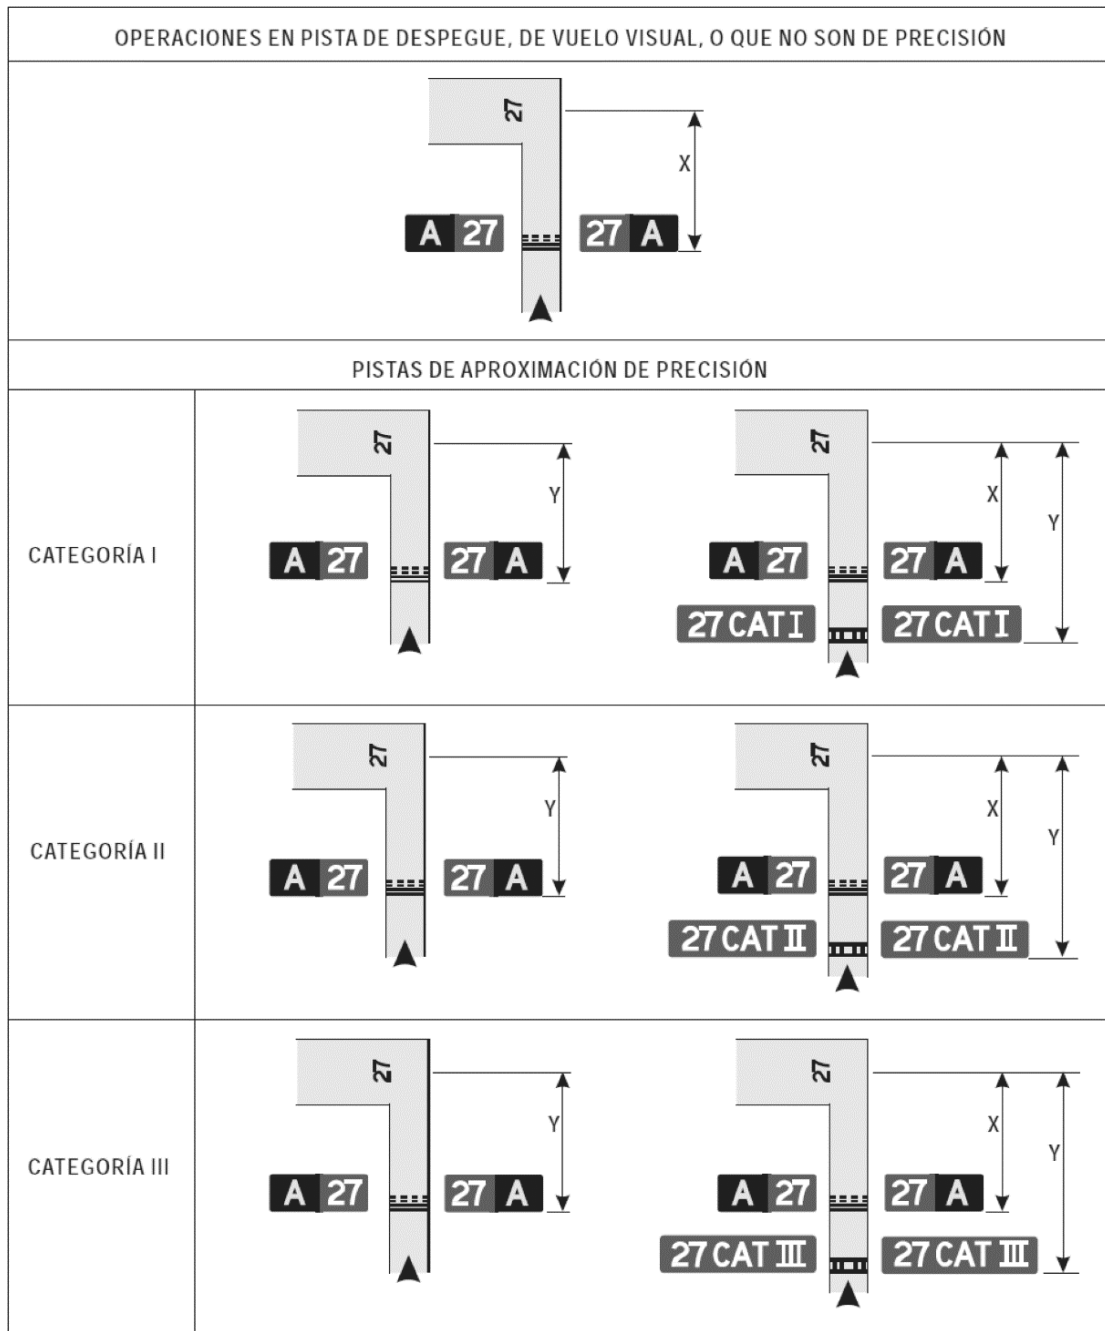 OPERACIONES EN PISTA DE DESPEGUE, DE VUELO VISUAL, O QUE NO SON DE PRECISIÓN
27
X
A 27 27 A
PISTAS DE APROXIMACIÓN DE PRECISIÓN
CATEGORÍA I
27
Y
A 27 27 A
27
X
Y
A 27 27 A
27 CAT I 27 CAT I
CATEGORÍA II
27
Y
A 27 27 A
27
X
Y
A 27 27 A
27 CAT II 27 CAT II
CATEGORÍA III
27
Y
A 27 27 A
27
X
Y
A 27 27 A
27 CAT III 27 CAT III